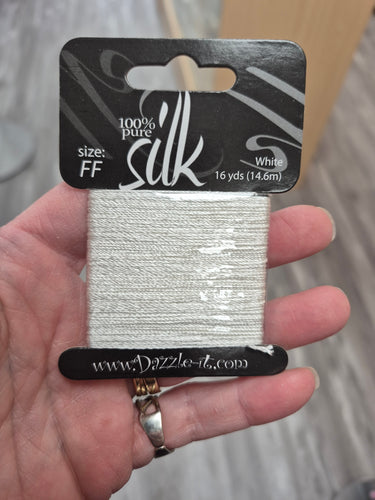 100%
pure
silk
size:
FF
White
16 yds (14.6m)
www.Dazzle-it.com